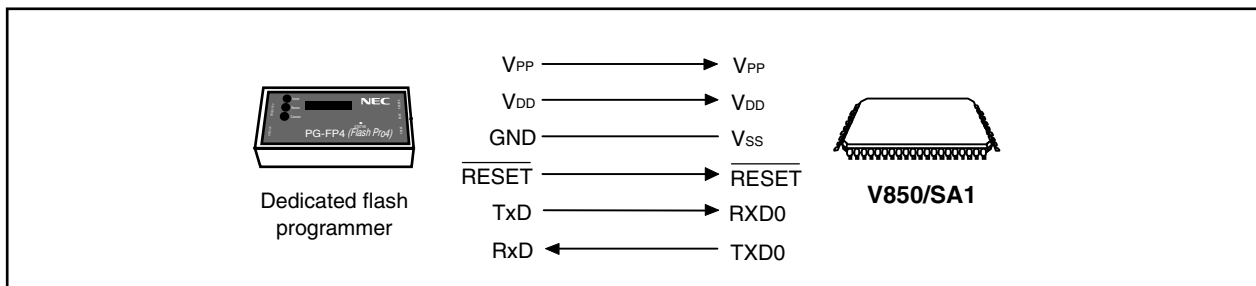 VPP VPP
VDD VDD
GND VSS
RESET RESET
TxD RXD0
RxD TXD0
NEC
PG-FP4 (Flash Pro4)
Dedicated flash
programmer
V850/SA1